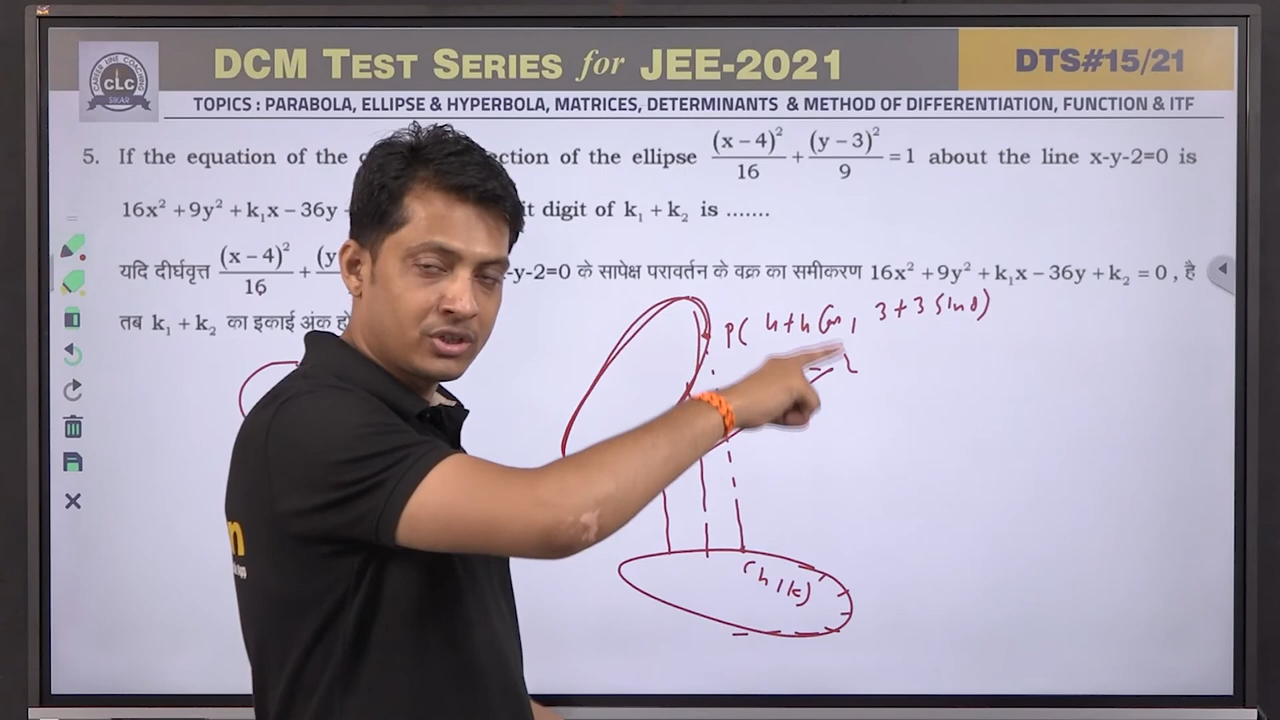 DCM TEST SERIES for JEE-2021
DTS#15/21
CAREER LINE COACHING
CLC
SIKAR
TOPICS : PARABOLA, ELLIPSE & HYPERBOLA, MATRICES, DETERMINANTS & METHOD OF DIFFERENTIATION, FUNCTION & ITF
5. If the equation of the ection of the ellipse (x – 4)²/16 + (y – 3)²/9 = 1 about the line x-y-2=0 is
16x² + 9y² + k₁x – 36y it digit of k₁ + k₂ is .......
यदि दीर्घवृत्त (x – 4)²/16 + (y -y-2=0 के सापेक्ष परावर्तन के वक्र का समीकरण 16x² + 9y² + k₁x – 36y + k₂ = 0 , है
तब k₁ + k₂ का इकाई अंक हो
P( 4+4 Cos, 3+3 Sinθ)
(h, k)
n